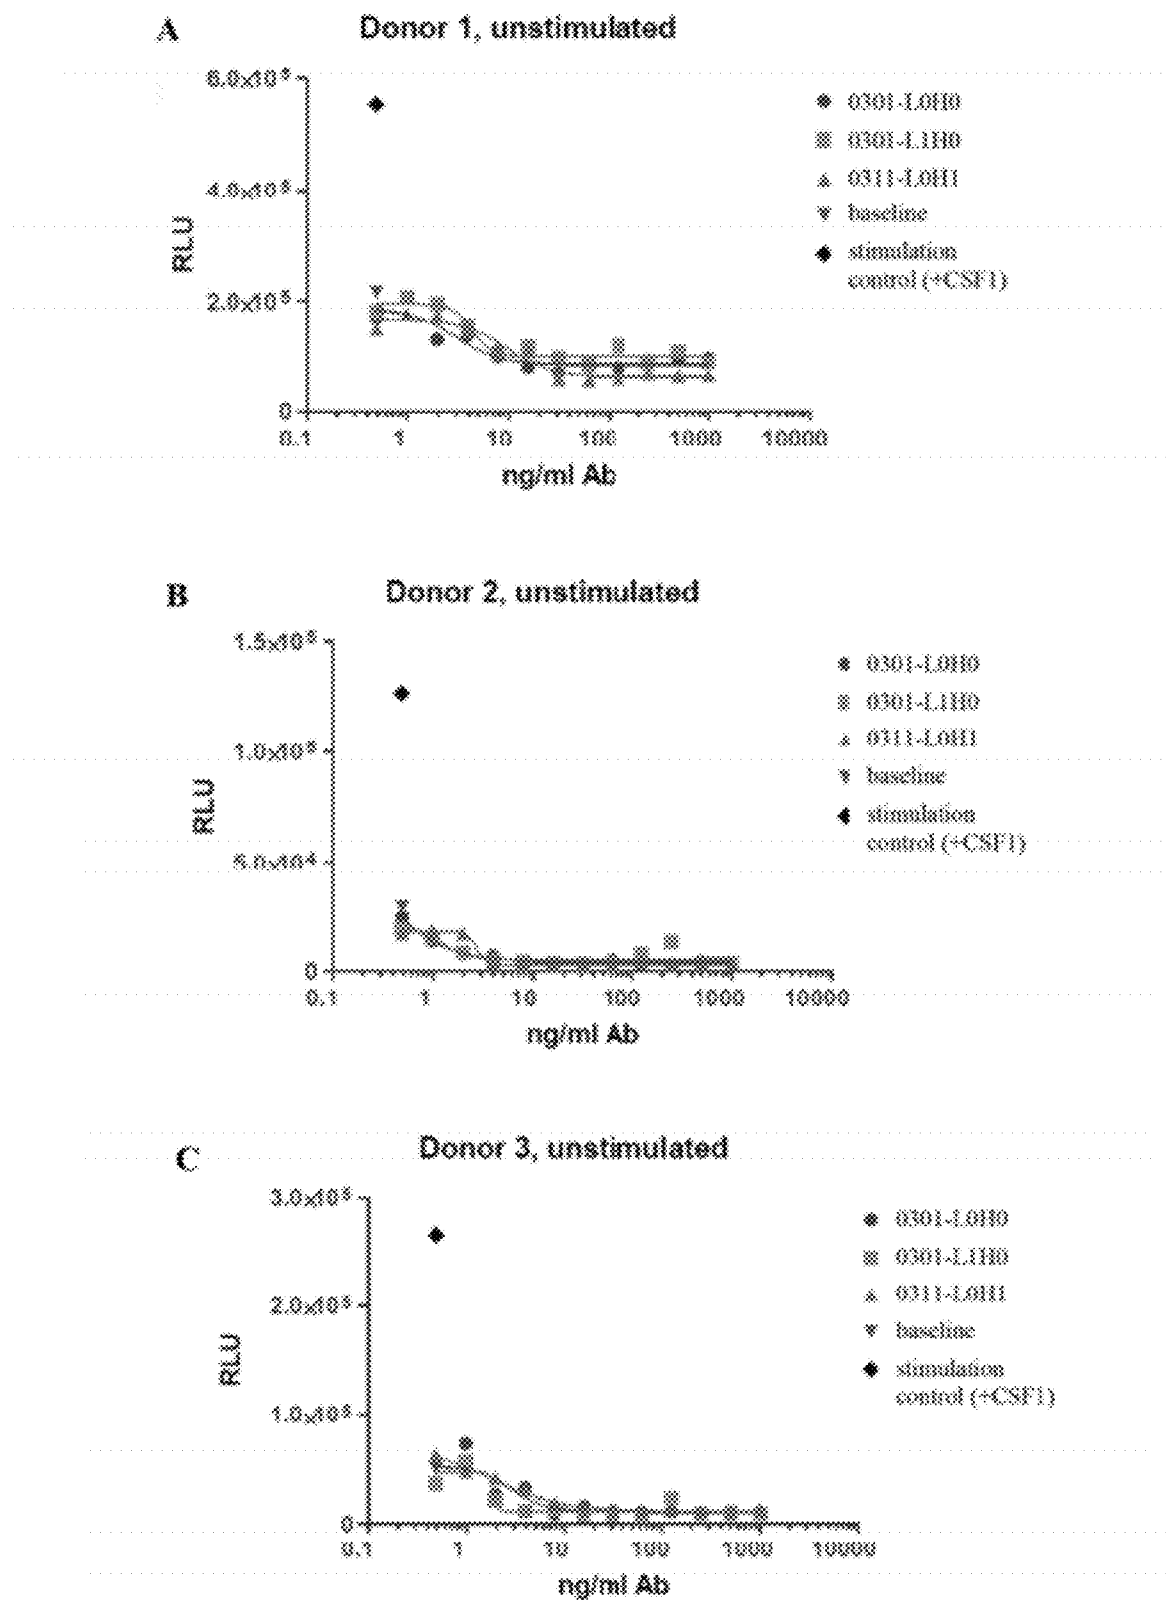 A
Donor 1, unstimulated
6.0x10⁵
4.0x10⁵
2.0x10⁵
0
RLU
0.1 1 10 100 1000 10000
ng/ml Ab
0301-L0H0
0301-L1H0
0311-L0H1
baseline
stimulation
control (+CSF1)
B
Donor 2, unstimulated
1.5x10⁵
1.0x10⁵
5.0x10⁴
0
RLU
0.1 1 10 100 1000 10000
ng/ml Ab
0301-L0H0
0301-L1H0
0311-L0H1
baseline
stimulation
control (+CSF1)
C
Donor 3, unstimulated
3.0x10⁵
2.0x10⁵
1.0x10⁵
0
RLU
0.1 1 10 100 1000 10000
ng/ml Ab
0301-L0H0
0301-L1H0
0311-L0H1
baseline
stimulation
control (+CSF1)